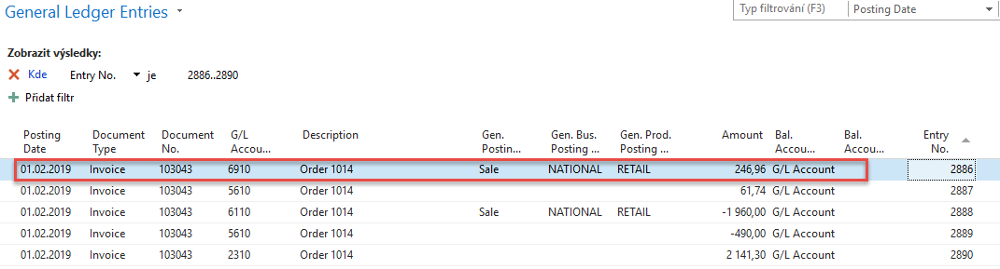 General Ledger Entries
Typ filtrování (F3) Posting Date
Zobrazit výsledky:
Kde Entry No. je 2886..2890
Přidat filtr
Posting Document Document G/L Gen. Gen. Bus. Gen. Prod. Bal. Bal. Entry
Date Type No. Accou... Description Postin... Posting ... Posting ... Amount Accou... Accou... No.
01.02.2019 Invoice 103043 6910 Order 1014 Sale NATIONAL RETAIL 246,96 G/L Account 2886
01.02.2019 Invoice 103043 5610 Order 1014 61,74 G/L Account 2887
01.02.2019 Invoice 103043 6110 Order 1014 Sale NATIONAL RETAIL -1 960,00 G/L Account 2888
01.02.2019 Invoice 103043 5610 Order 1014 -490,00 G/L Account 2889
01.02.2019 Invoice 103043 2310 Order 1014 2 141,30 G/L Account 2890